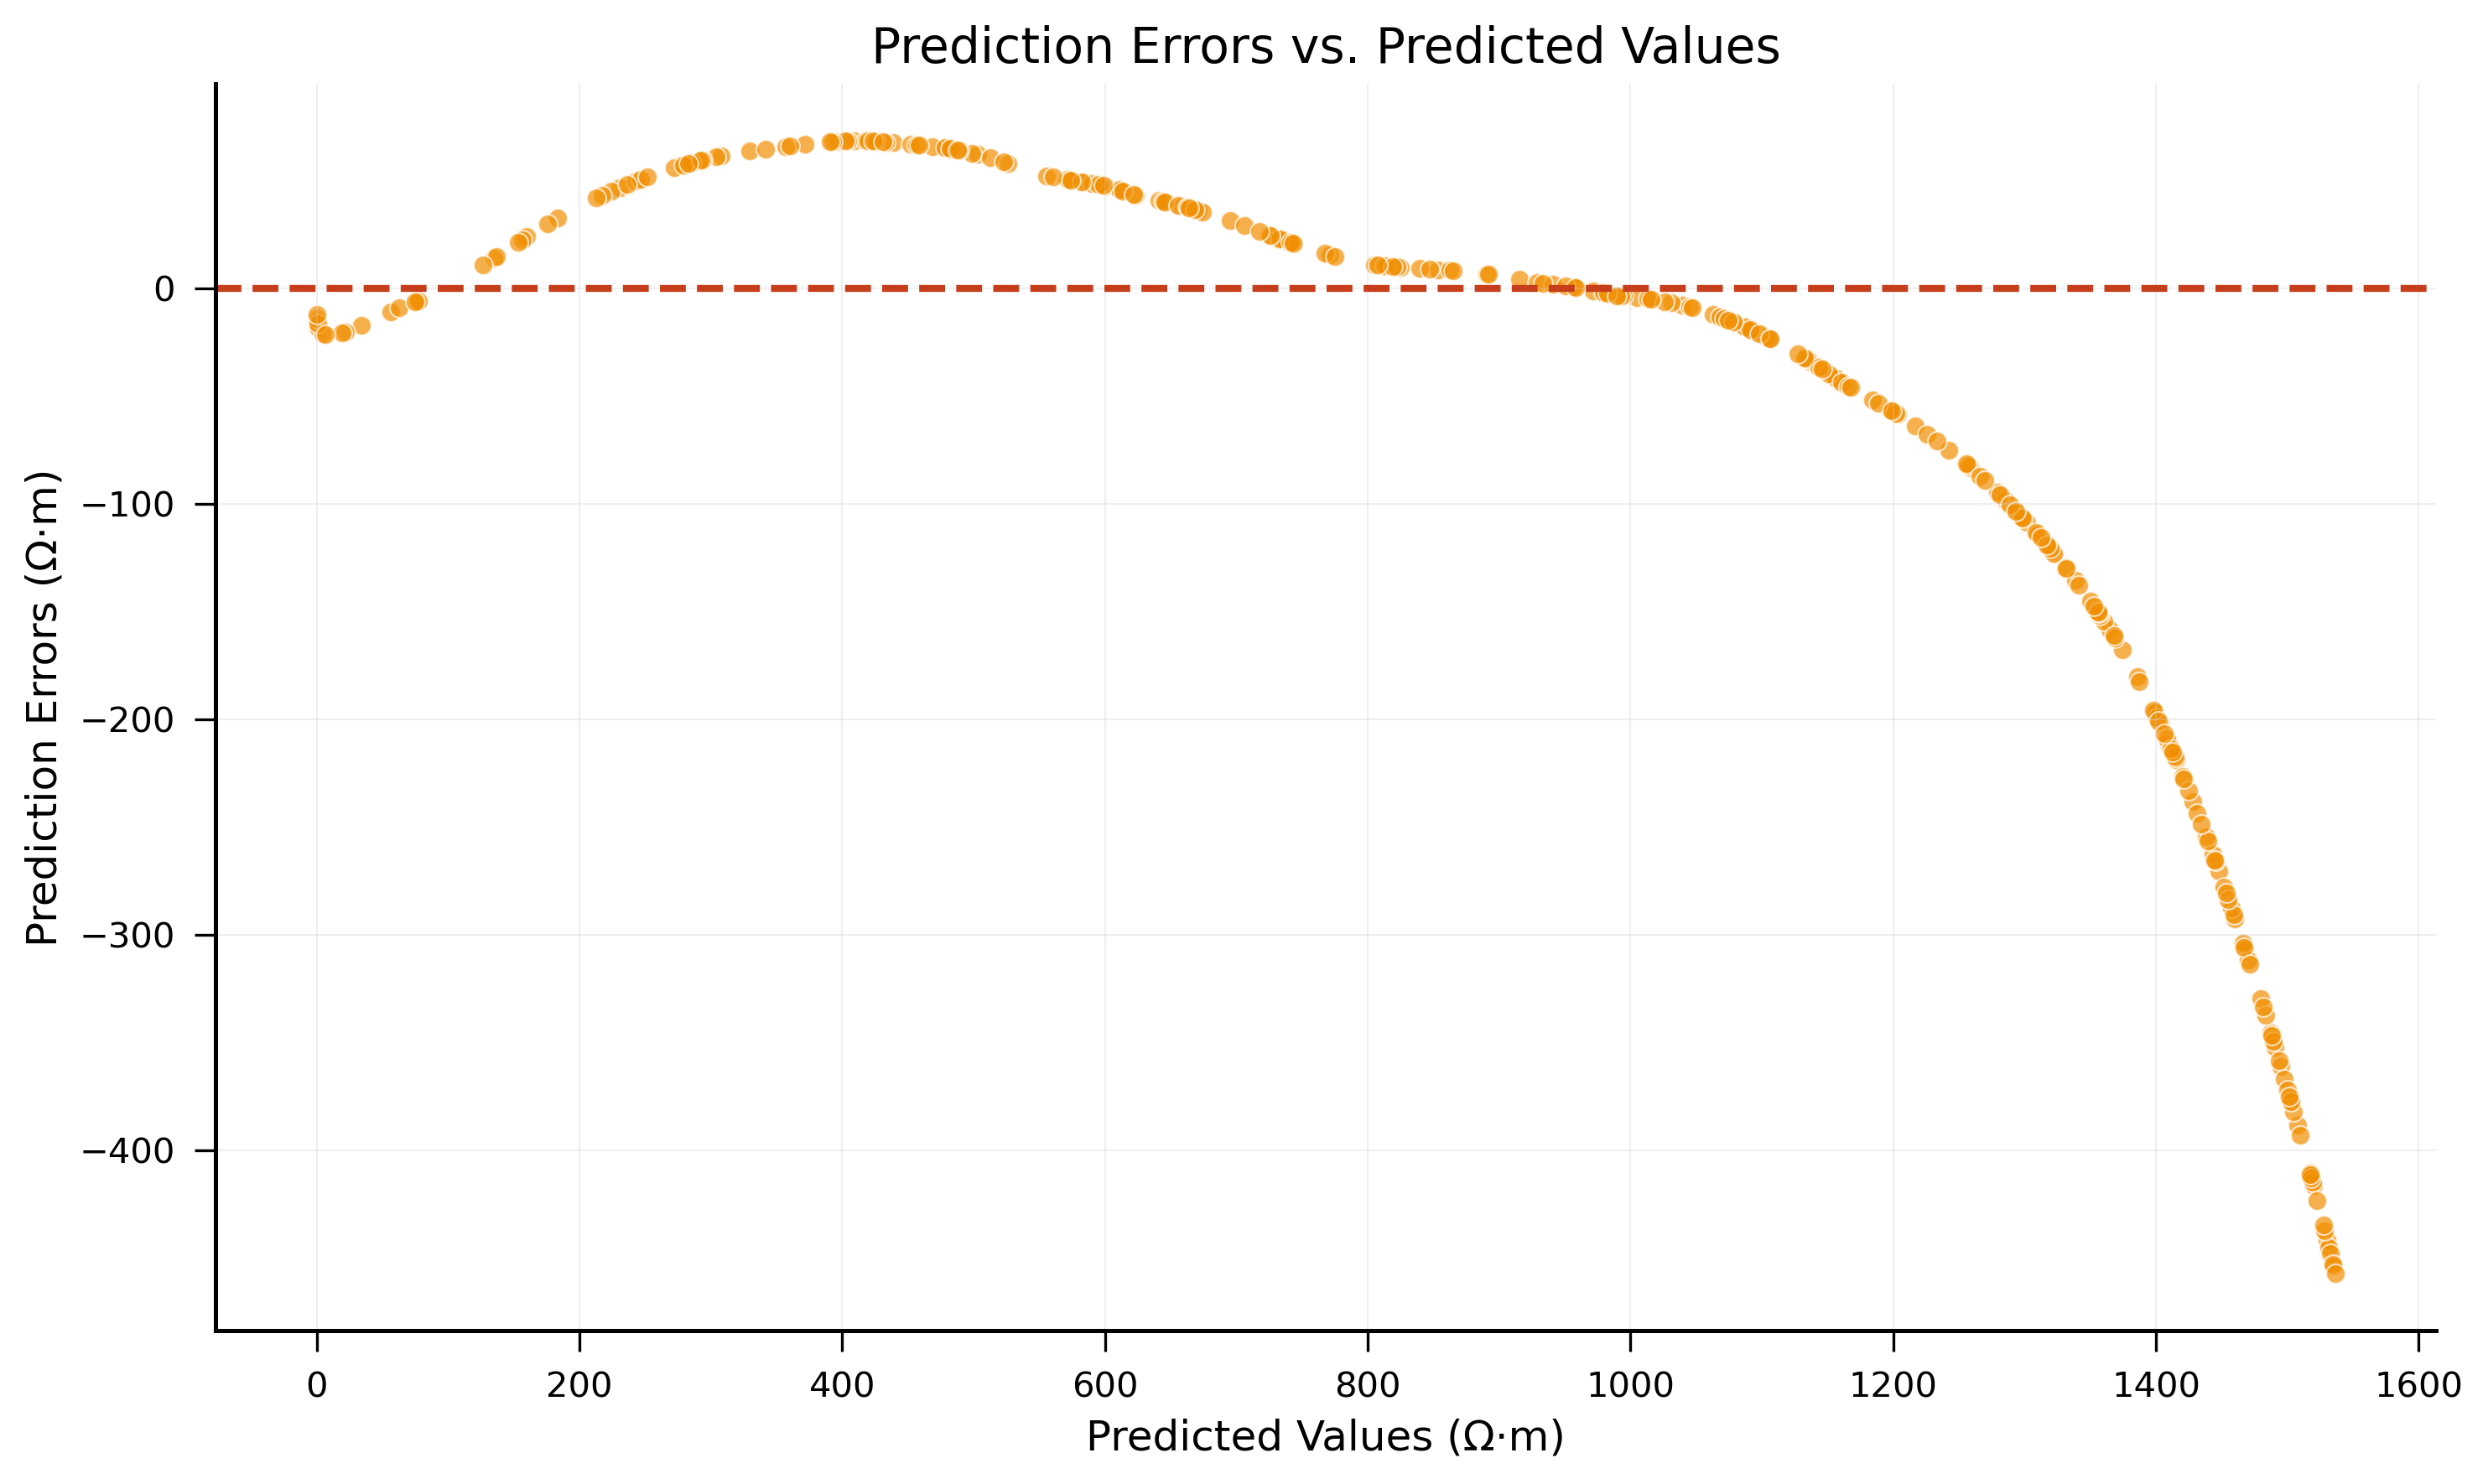 Prediction Errors vs. Predicted Values
Prediction Errors (Ω·m)
0
−100
−200
−300
−400
0 200 400 600 800 1000 1200 1400 1600
Predicted Values (Ω·m)